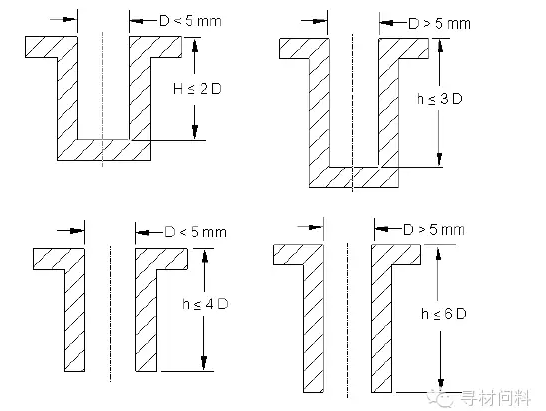 D < 5 mm
H ≤ 2 D
D > 5 mm
h ≤ 3 D
D < 5 mm
h ≤ 4 D
D > 5 mm
h ≤ 6 D
寻材问料